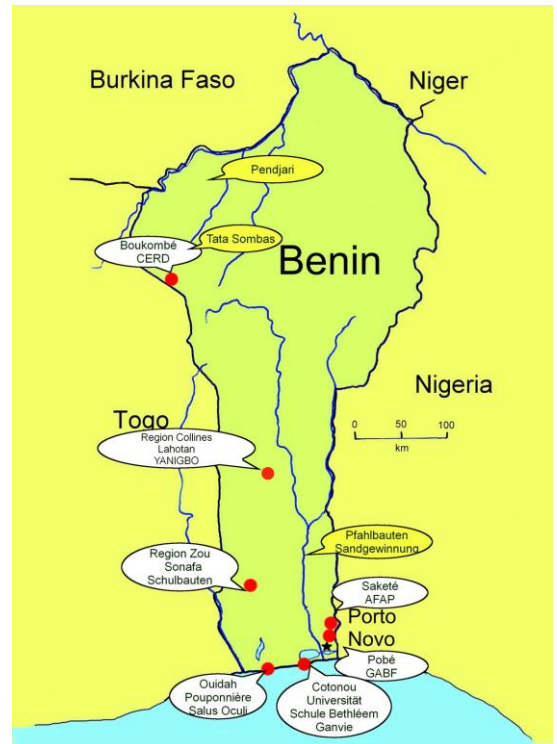 Burkina Faso
Niger
Pendjari
Boukombé
CERD
Tata Sombas
Benin
Nigeria
0 50 100
km
Togo
Region Collines
Lahotan
YANIGBO
Pfahlbauten
Sandgewinnung
Region Zou
Sonafa
Schulbauten
Saketé
AFAP
Porto
Novo
Pobé
GABF
Ouidah
Pouponnière
Salus Oculi
Cotonou
Universität
Schule Bethléem
Ganvie